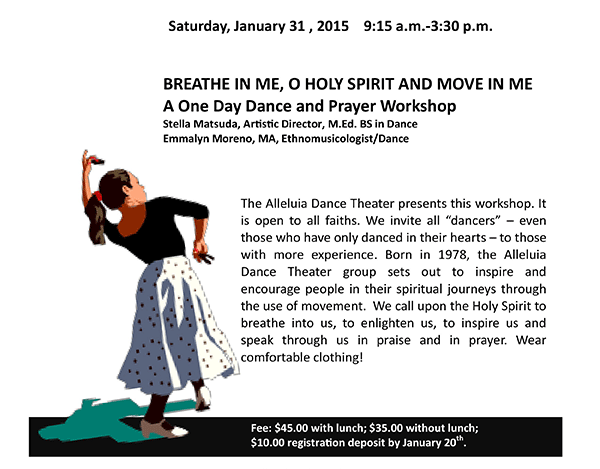 Saturday, January 31 , 2015 9:15 a.m.-3:30 p.m.
BREATHE IN ME, O HOLY SPIRIT AND MOVE IN ME
A One Day Dance and Prayer Workshop
Stella Matsuda, Artistic Director, M.Ed. BS in Dance
Emmalyn Moreno, MA, Ethnomusicologist/Dance
The Alleluia Dance Theater presents this workshop. It
is open to all faiths. We invite all “dancers” – even
those who have only danced in their hearts – to those
with more experience. Born in 1978, the Alleluia
Dance Theater group sets out to inspire and
encourage people in their spiritual journeys through
the use of movement. We call upon the Holy Spirit to
breathe into us, to enlighten us, to inspire us and
speak through us in praise and in prayer. Wear
comfortable clothing!
Fee: $45.00 with lunch; $35.00 without lunch;
$10.00 registration deposit by January 20th.